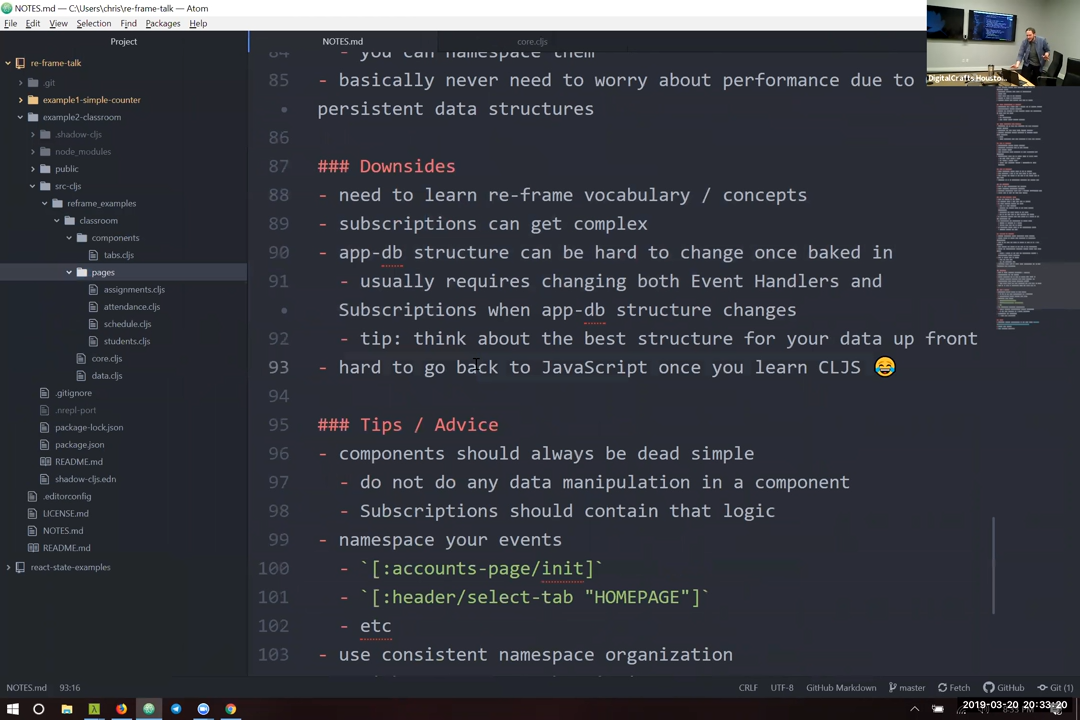 NOTES.md — C:\Users\chris\re-frame-talk — Atom
File Edit View Selection Find Packages Help
Project
NOTES.md
core.cljs
re-frame-talk
.git
example1-simple-counter
example2-classroom
.shadow-cljs
node_modules
public
src-cljs
reframe_examples
classroom
components
tabs.cljs
pages
assignments.cljs
attendance.cljs
schedule.cljs
students.cljs
core.cljs
data.cljs
.gitignore
.nrepl-port
package-lock.json
package.json
README.md
shadow-cljs.edn
.editorconfig
LICENSE.md
NOTES.md
README.md
react-state-examples
84 - you can namespace them
85 - basically never need to worry about performance due to
• persistent data structures
86
87 ### Downsides
88 - need to learn re-frame vocabulary / concepts
89 - subscriptions can get complex
90 - app-db structure can be hard to change once baked in
91 - usually requires changing both Event Handlers and
• Subscriptions when app-db structure changes
92 - tip: think about the best structure for your data up front
93 - hard to go back to JavaScript once you learn CLJS 😂
94
95 ### Tips / Advice
96 - components should always be dead simple
97 - do not do any data manipulation in a component
98 - Subscriptions should contain that logic
99 - namespace your events
100 - `[:accounts-page/init]`
101 - `[:header/select-tab "HOMEPAGE"]`
102 - etc
103 - use consistent namespace organization
DigitalCrafts Housto...
NOTES.md 93:16
CRLF UTF-8 GitHub Markdown master Fetch GitHub Git (1)
2019-03-20 20:33:20